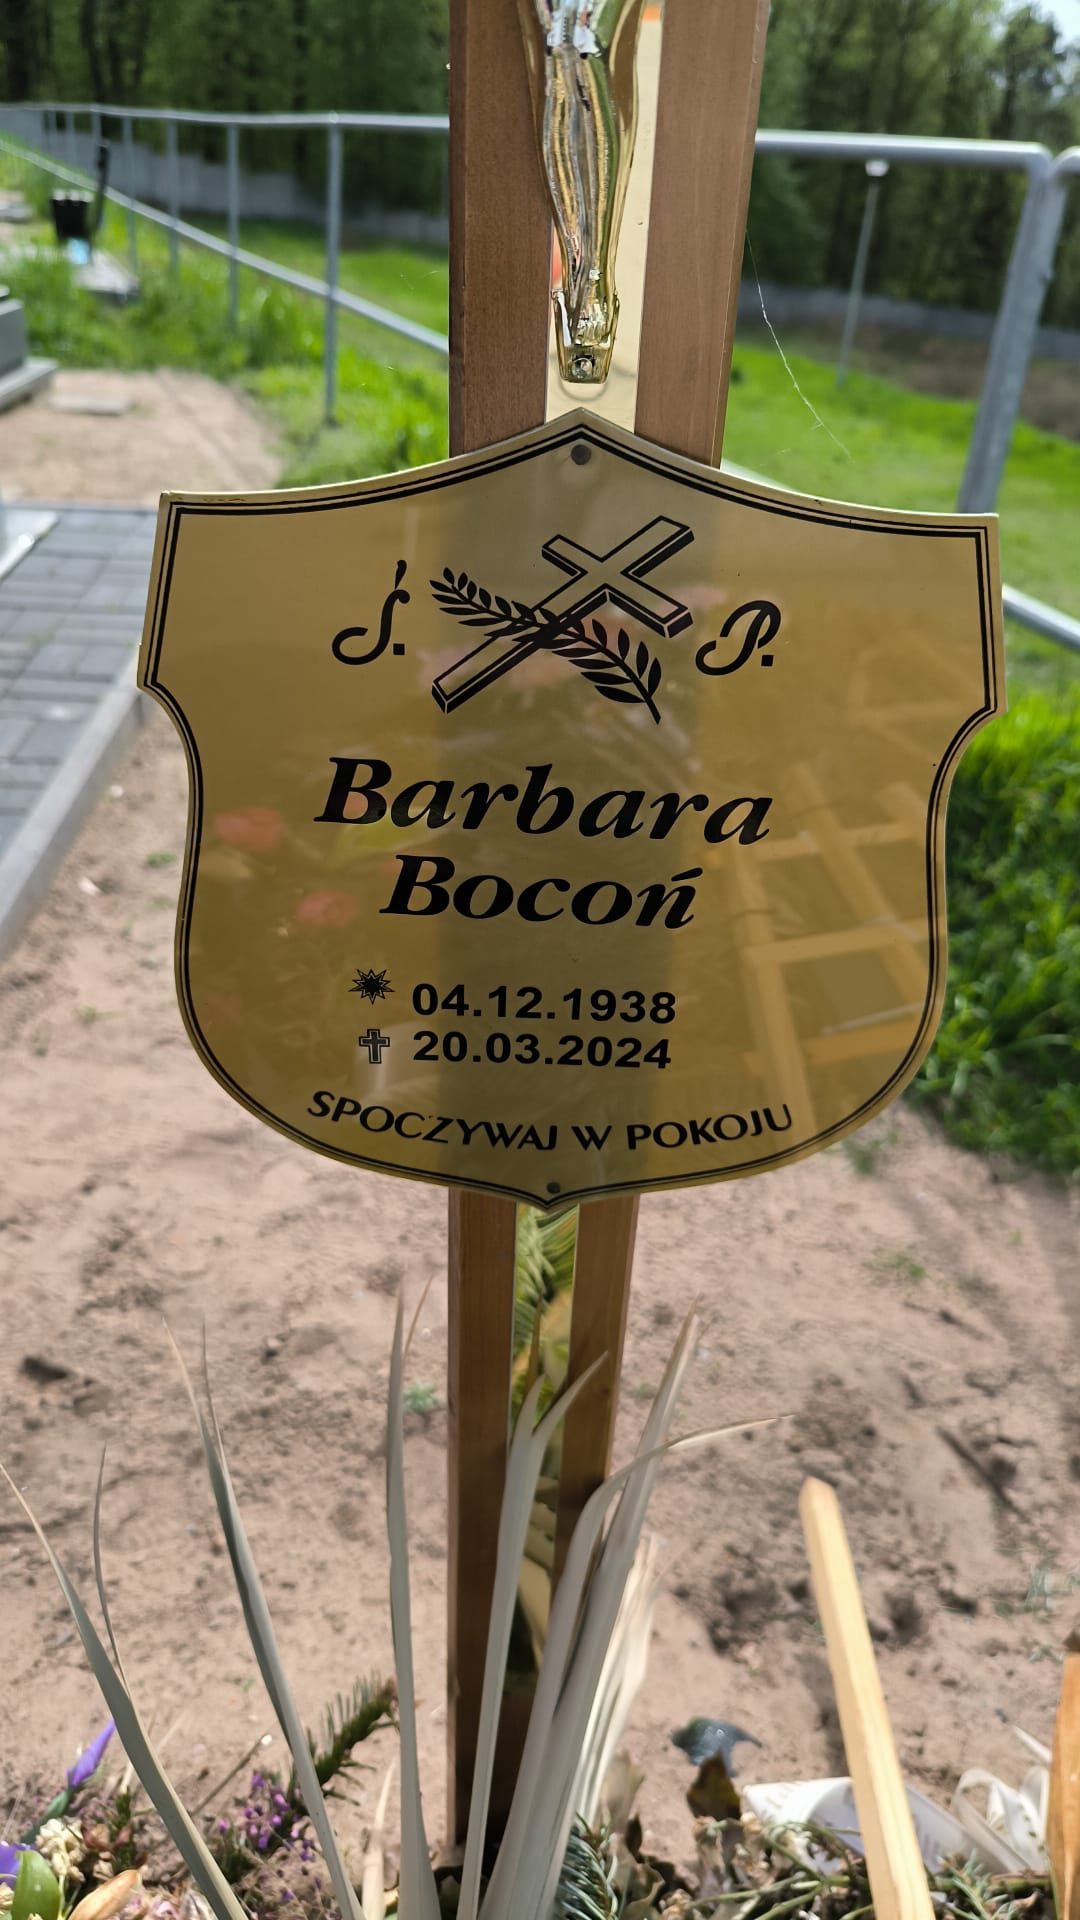 Ś. P.
Barbara
Bocoń
04.12.1938
20.03.2024
SPOCZYWAJ W POKOJU